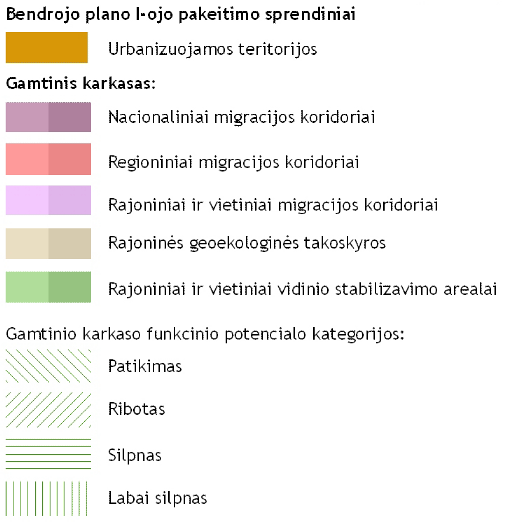 Bendrojo plano I-ojo pakeitimo sprendiniai
Urbanizuojamos teritorijos
Gamtinis karkasas:
Nacionaliniai migracijos koridoriai
Regioniniai migracijos koridoriai
Rajoniniai ir vietiniai migracijos koridoriai
Rajoninės geoekologinės takoskyros
Rajoniniai ir vietiniai vidinio stabilizavimo arealai
Gamtinio karkaso funkcinio potencialo kategorijos:
Patikimas
Ribotas
Silpnas
Labai silpnas